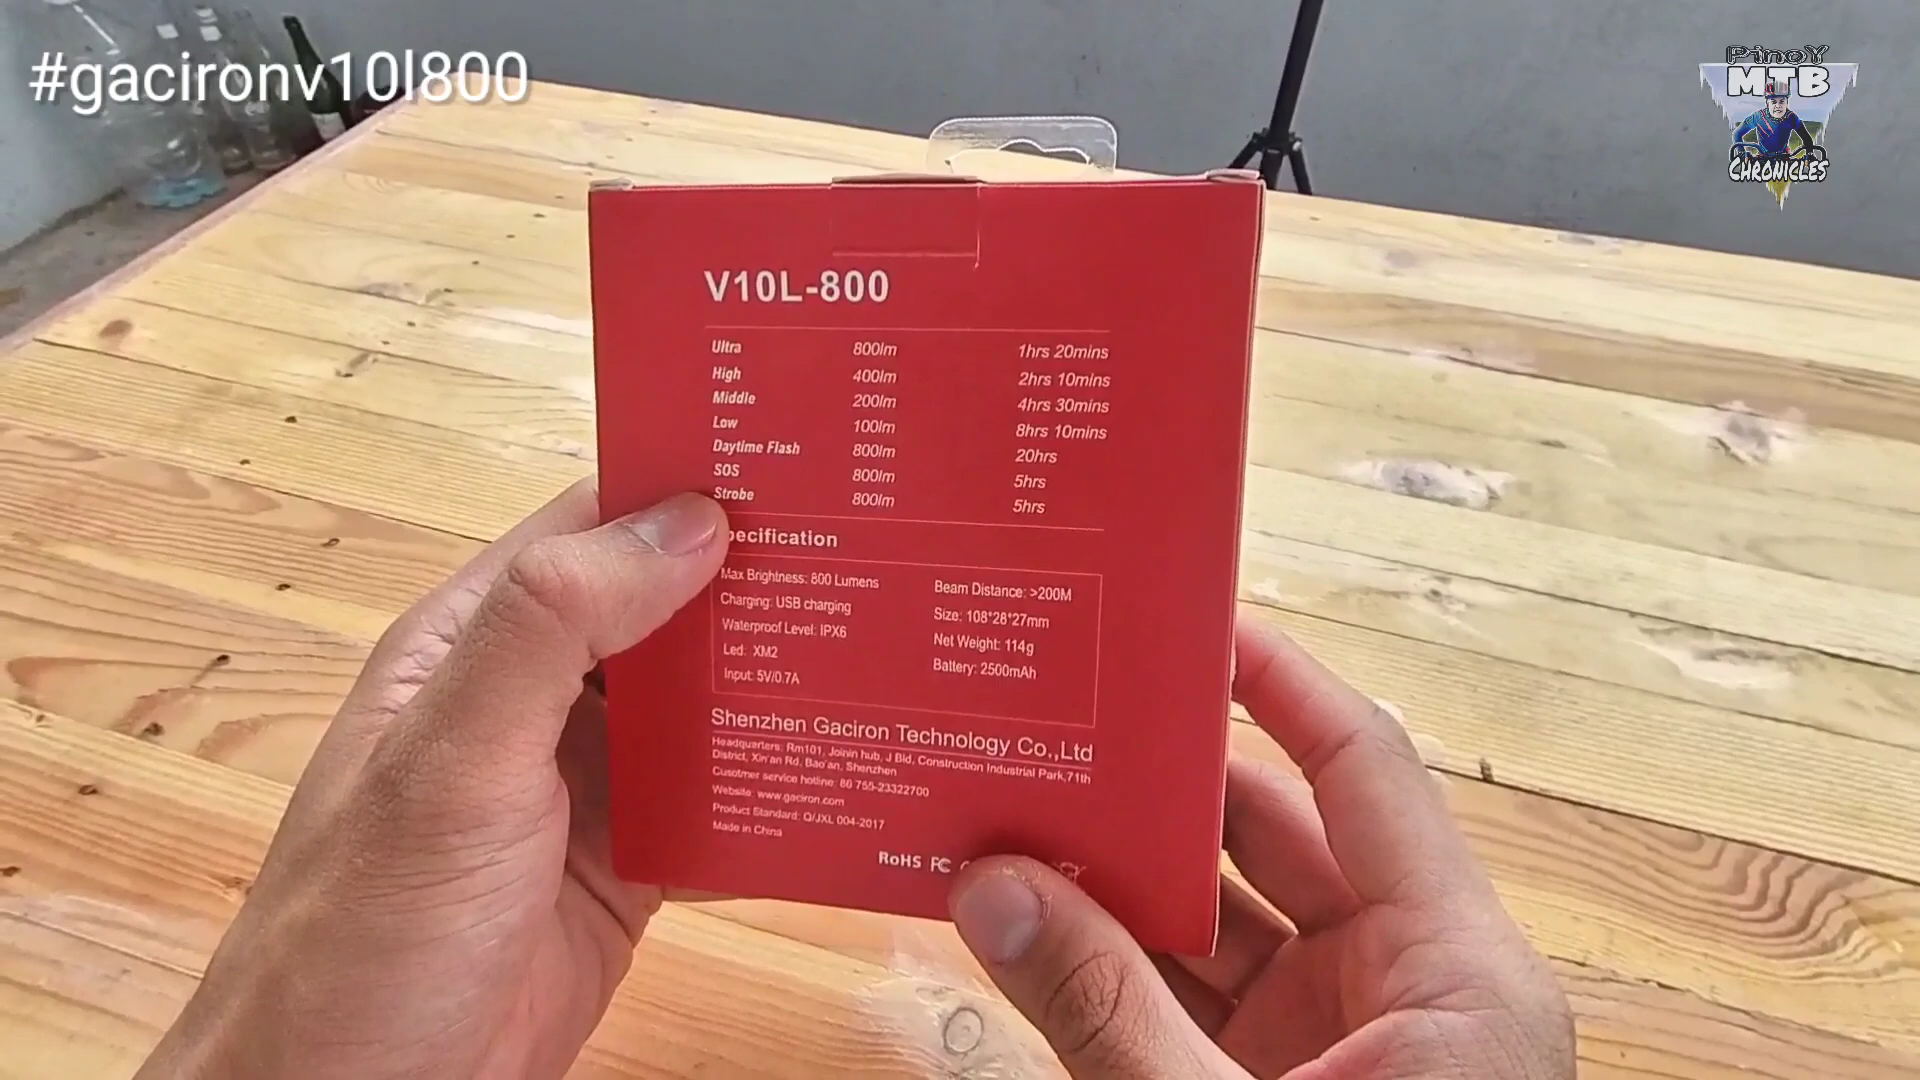 #gacironv10l800
PinoY
MTB
CHRONICLES
V10L-800
Ultra 800lm 1hrs 20mins
High 400lm 2hrs 10mins
Middle 200lm 4hrs 30mins
Low 100lm 8hrs 10mins
Daytime Flash 800lm 20hrs
SOS 800lm 5hrs
Strobe 800lm 5hrs
pecification
Max Brightness: 800 Lumens Beam Distance: >200M
Charging: USB charging Size: 108*28*27mm
Waterproof Level: IPX6 Net Weight: 114g
Led: XM2 Battery: 2500mAh
Input: 5V/0.7A
Shenzhen Gaciron Technology Co.,Ltd
Headquarters: Rm101, Joinin hub, J Bld, Construction Industrial Park,71th
District, Xin'an Rd, Bao'an, Shenzhen
Cusotmer service hotline: 86 755-23322700
Website: www.gaciron.com
Product Standard: Q/JXL 004-2017
Made in China
RoHS FC